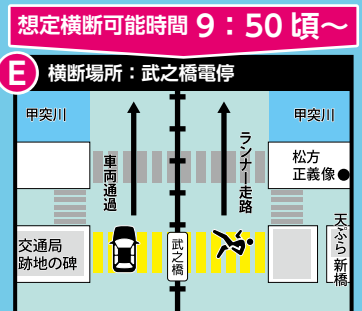 想定横断可能時間 9：50 頃～
E 横断場所：武之橋電停
甲突川
甲突川
車両通過
ランナー走路
松方
正義像
交通局
跡地の碑
武之橋
天ぷら 新橋